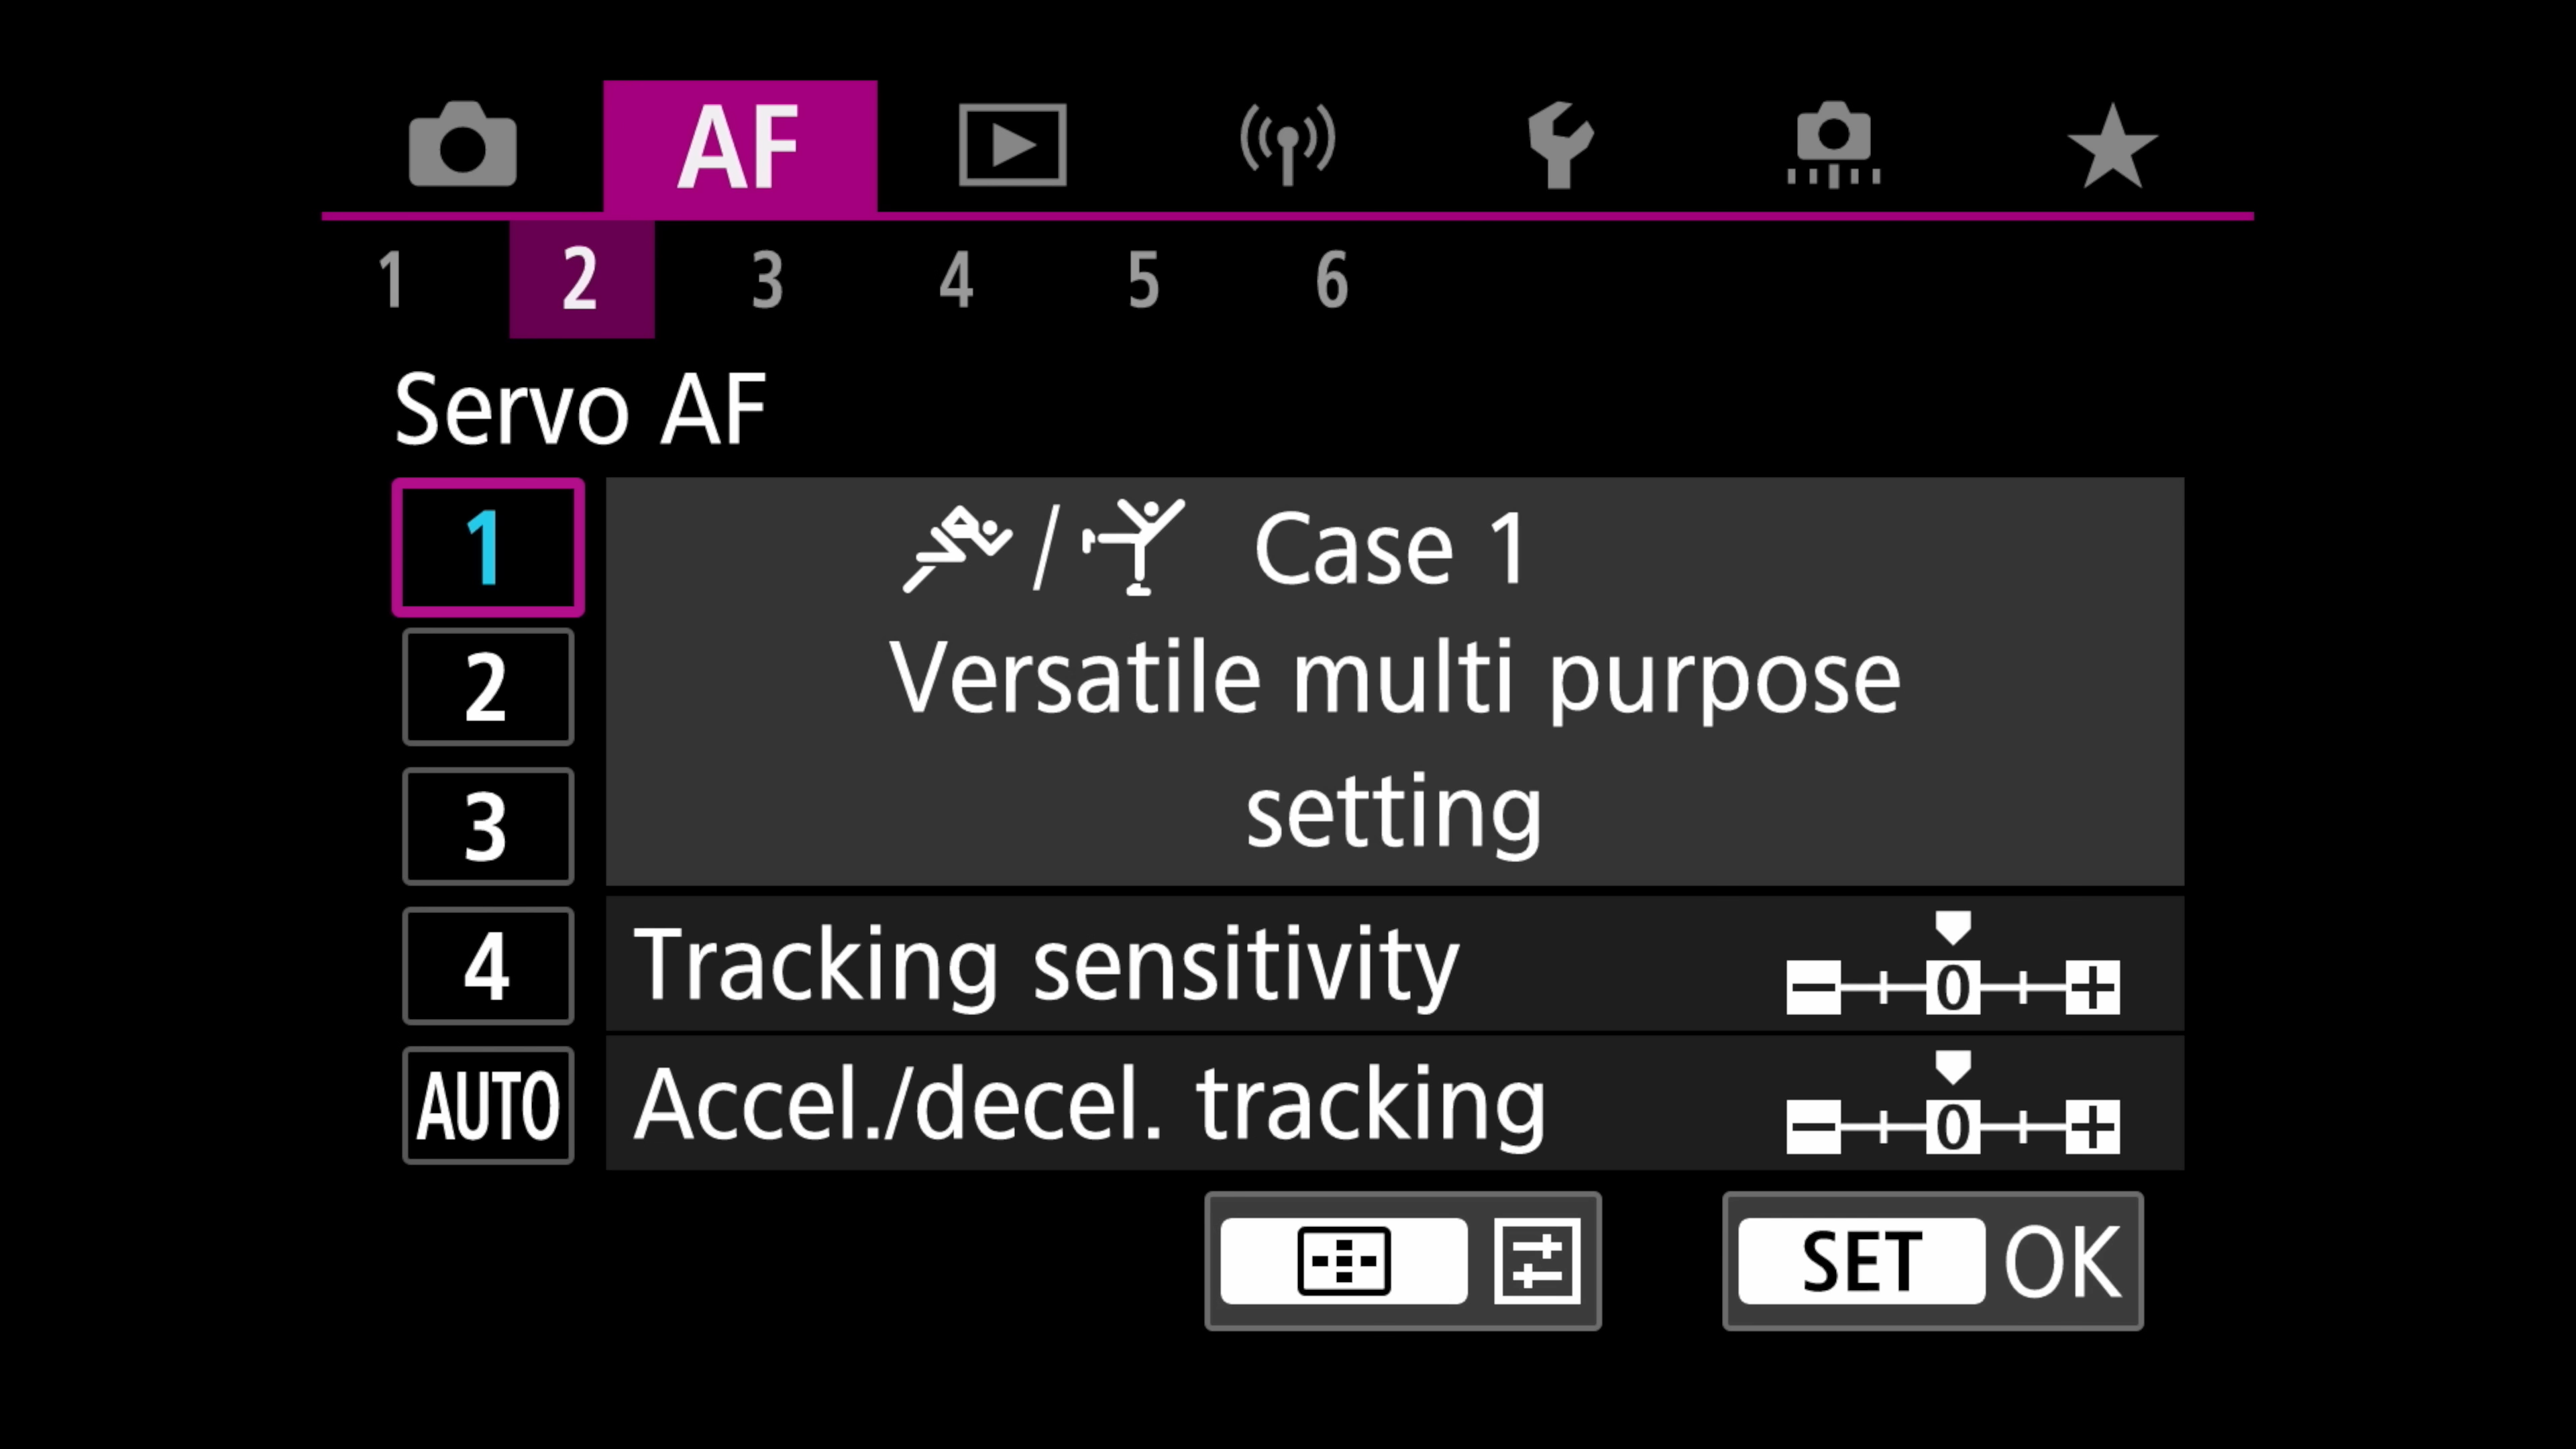 AF
1 2 3 4 5 6
Servo AF
1
Case 1
Versatile multi purpose
setting
2
3
4
Tracking sensitivity
− 0 +
AUTO
Accel./decel. tracking
− 0 +
SET OK